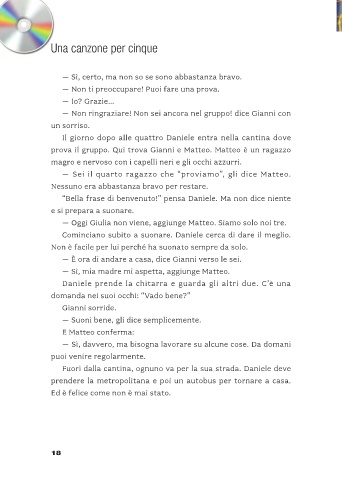 Una canzone per cinque
— Sì, certo, ma non so se sono abbastanza bravo.
— Non ti preoccupare! Puoi fare una prova.
— Io? Grazie...
— Non ringraziare! Non sei ancora nel gruppo! dice Gianni con
un sorriso.
Il giorno dopo alle quattro Daniele entra nella cantina dove
prova il gruppo. Qui trova Gianni e Matteo. Matteo è un ragazzo
magro e nervoso con i capelli neri e gli occhi azzurri.
— Sei il quarto ragazzo che “proviamo”, gli dice Matteo.
Nessuno era abbastanza bravo per restare.
“Bella frase di benvenuto!” pensa Daniele. Ma non dice niente
e si prepara a suonare.
— Oggi Giulia non viene, aggiunge Matteo. Siamo solo noi tre.
Cominciano subito a suonare. Daniele cerca di dare il meglio.
Non è facile per lui perché ha suonato sempre da solo.
— È ora di andare a casa, dice Gianni verso le sei.
— Sì, mia madre mi aspetta, aggiunge Matteo.
Daniele prende la chitarra e guarda gli altri due. C’è una
domanda nei suoi occhi: “Vado bene?”
Gianni sorride.
— Suoni bene, gli dice semplicemente.
E Matteo conferma:
— Sì, davvero, ma bisogna lavorare su alcune cose. Da domani
puoi venire regolarmente.
Fuori dalla cantina, ognuno va per la sua strada. Daniele deve
prendere la metropolitana e poi un autobus per tornare a casa.
Ed è felice come non è mai stato.
18